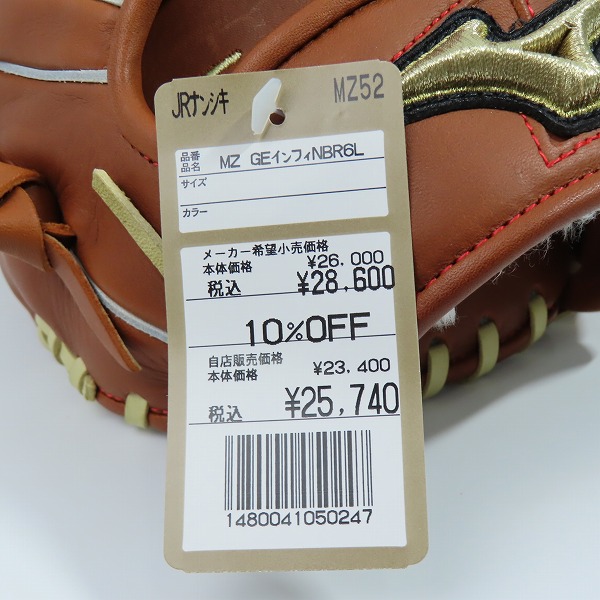 JRナンシキ MZ52
品番
品名 MZ GEインフィNBR6L
サイズ
カラー
メーカー希望小売価格
本体価格 ¥26,000
税込 ¥28,600
10%OFF
自店販売価格
本体価格 ¥23,400
税込 ¥25,740
1480041050247